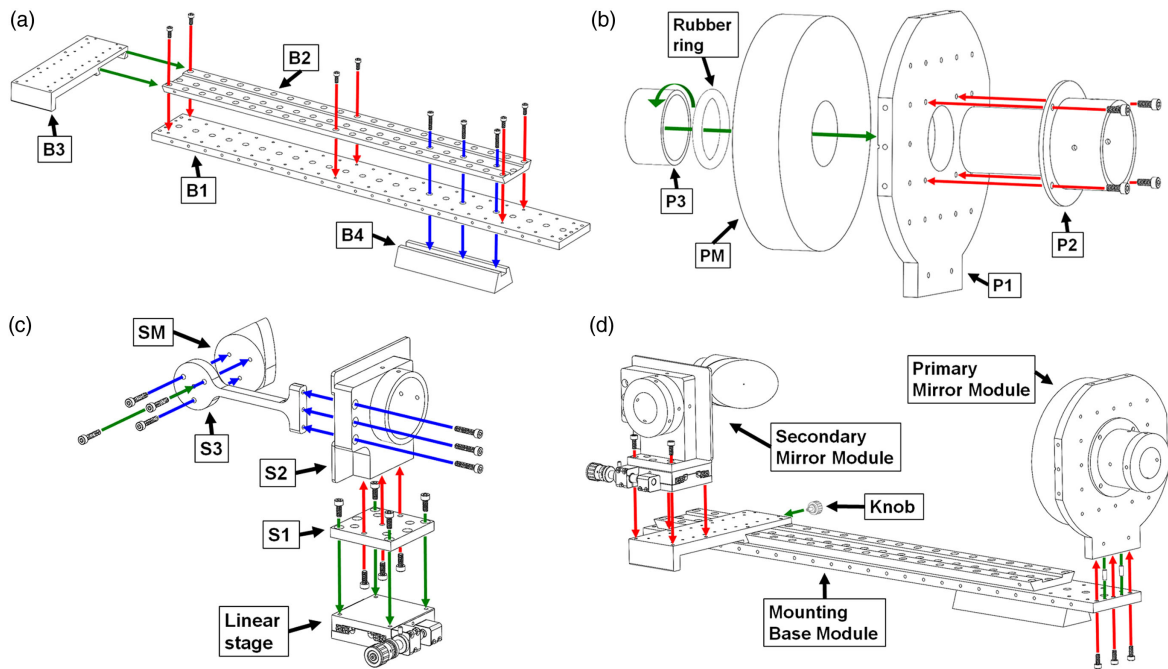 (a)
B2
B3
B1
B4
(b)
Rubber
ring
P3
PM
P2
P1
(c)
SM
S3
S2
S1
Linear
stage
(d)
Primary
Mirror Module
Secondary
Mirror Module
Knob
Mounting
Base Module